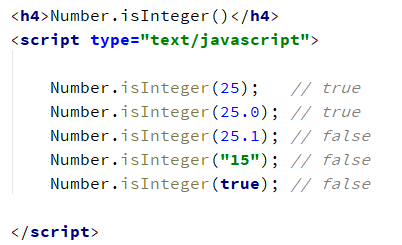 <h4>Number.isInteger()</h4>
<script type="text/javascript">
Number.isInteger(25);   // true
Number.isInteger(25.0); // true
Number.isInteger(25.1); // false
Number.isInteger("15"); // false
Number.isInteger(true); // false
</script>